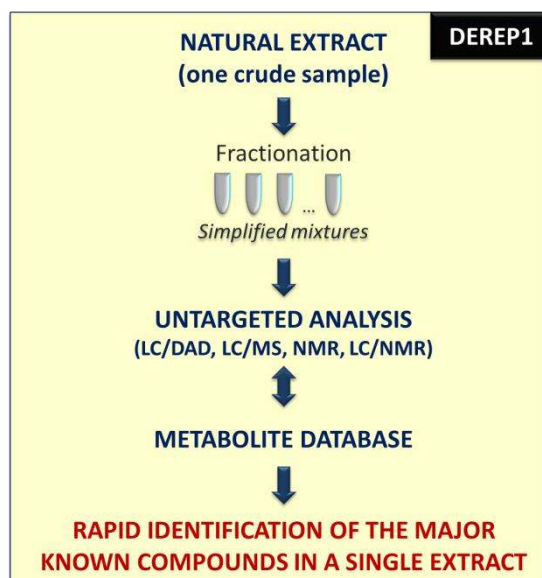 DEREP1
NATURAL EXTRACT
(one crude sample)
Fractionation
...
Simplified mixtures
UNTARGETED ANALYSIS
(LC/DAD, LC/MS, NMR, LC/NMR)
METABOLITE DATABASE
RAPID IDENTIFICATION OF THE MAJOR
KNOWN COMPOUNDS IN A SINGLE EXTRACT